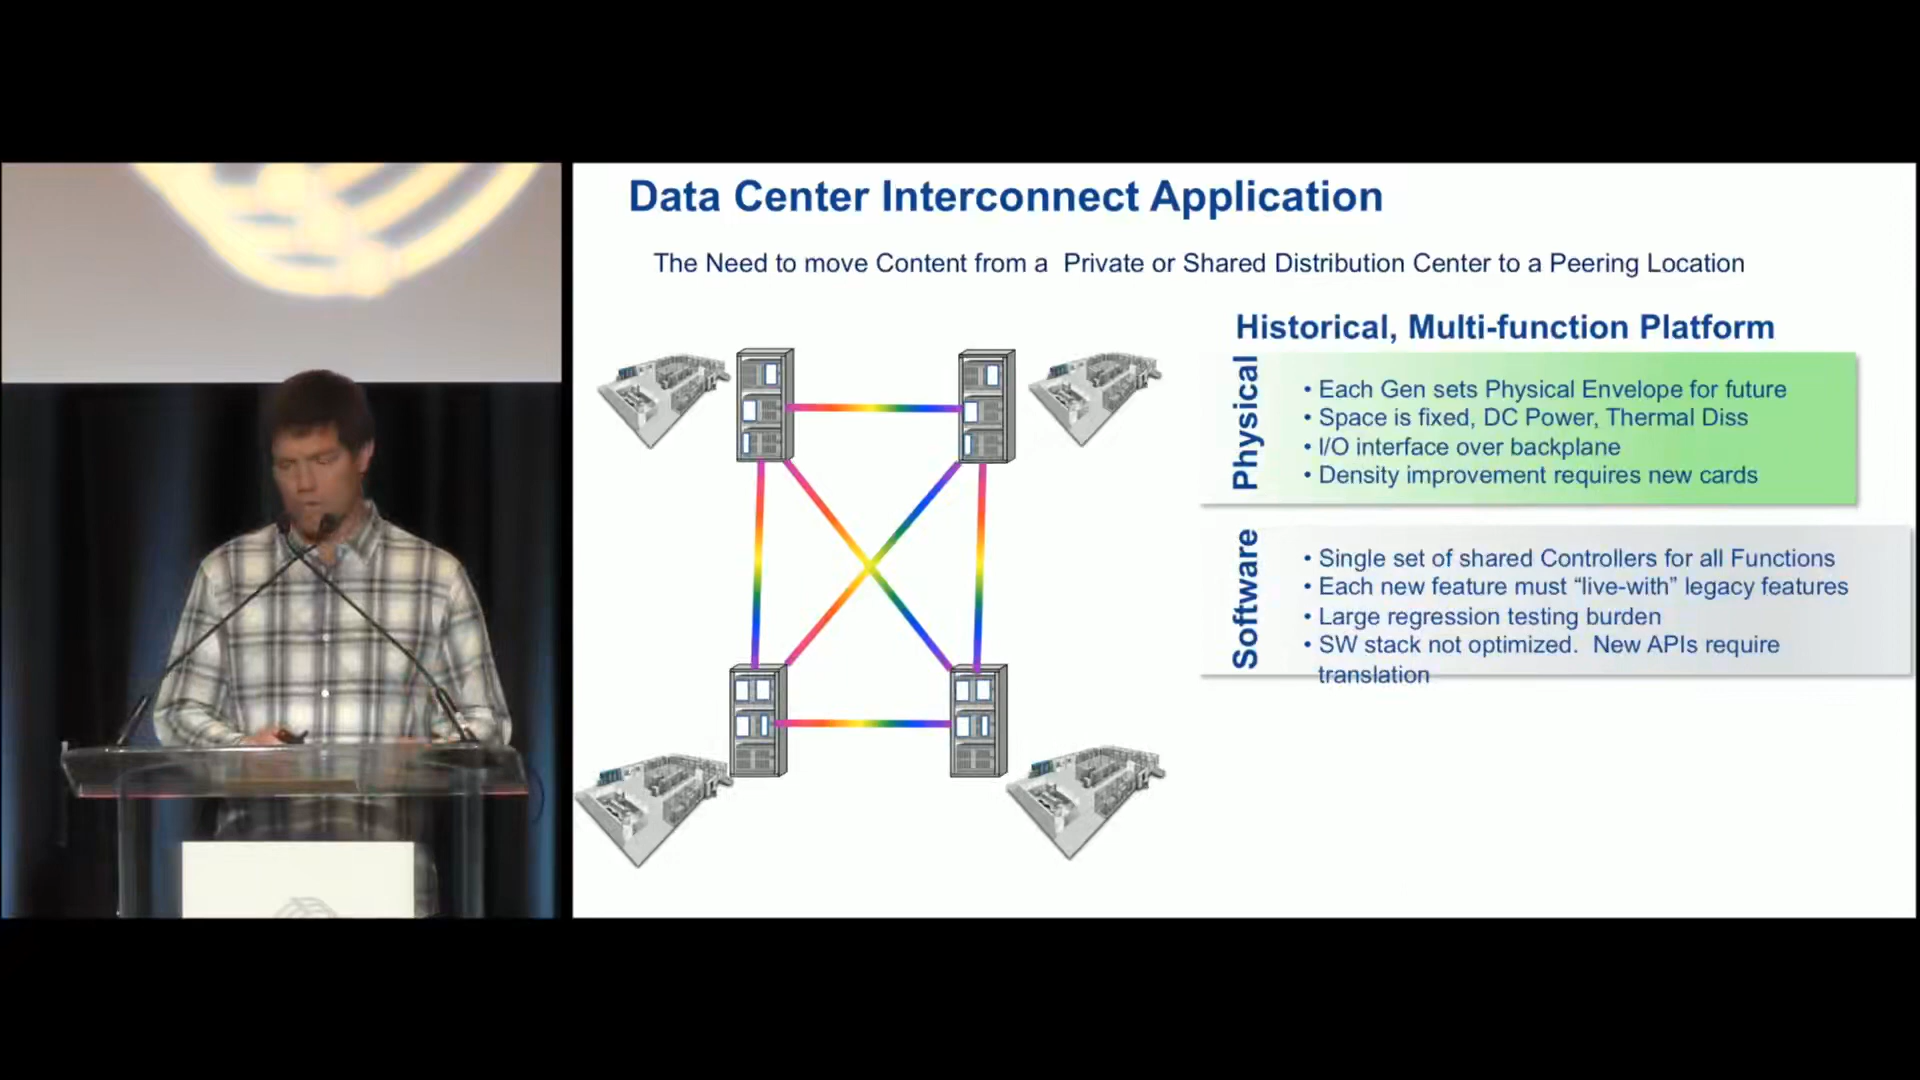 Data Center Interconnect Application
The Need to move Content from a  Private or Shared Distribution Center to a Peering Location
Historical, Multi-function Platform
Physical
• Each Gen sets Physical Envelope for future
• Space is fixed, DC Power, Thermal Diss
• I/O interface over backplane
• Density improvement requires new cards
Software
• Single set of shared Controllers for all Functions
• Each new feature must “live-with” legacy features
• Large regression testing burden
• SW stack not optimized.  New APIs require
translation